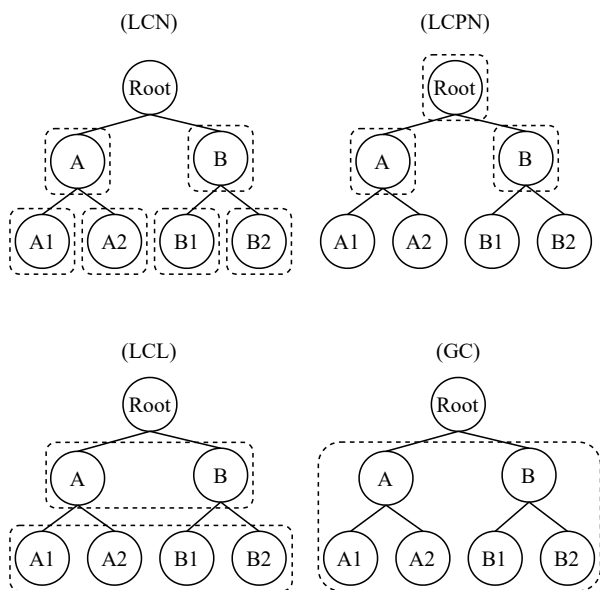 (LCN)
Root
A
B
A1
A2
B1
B2
(LCPN)
Root
A
B
A1
A2
B1
B2
(LCL)
Root
A
B
A1
A2
B1
B2
(GC)
Root
A
B
A1
A2
B1
B2